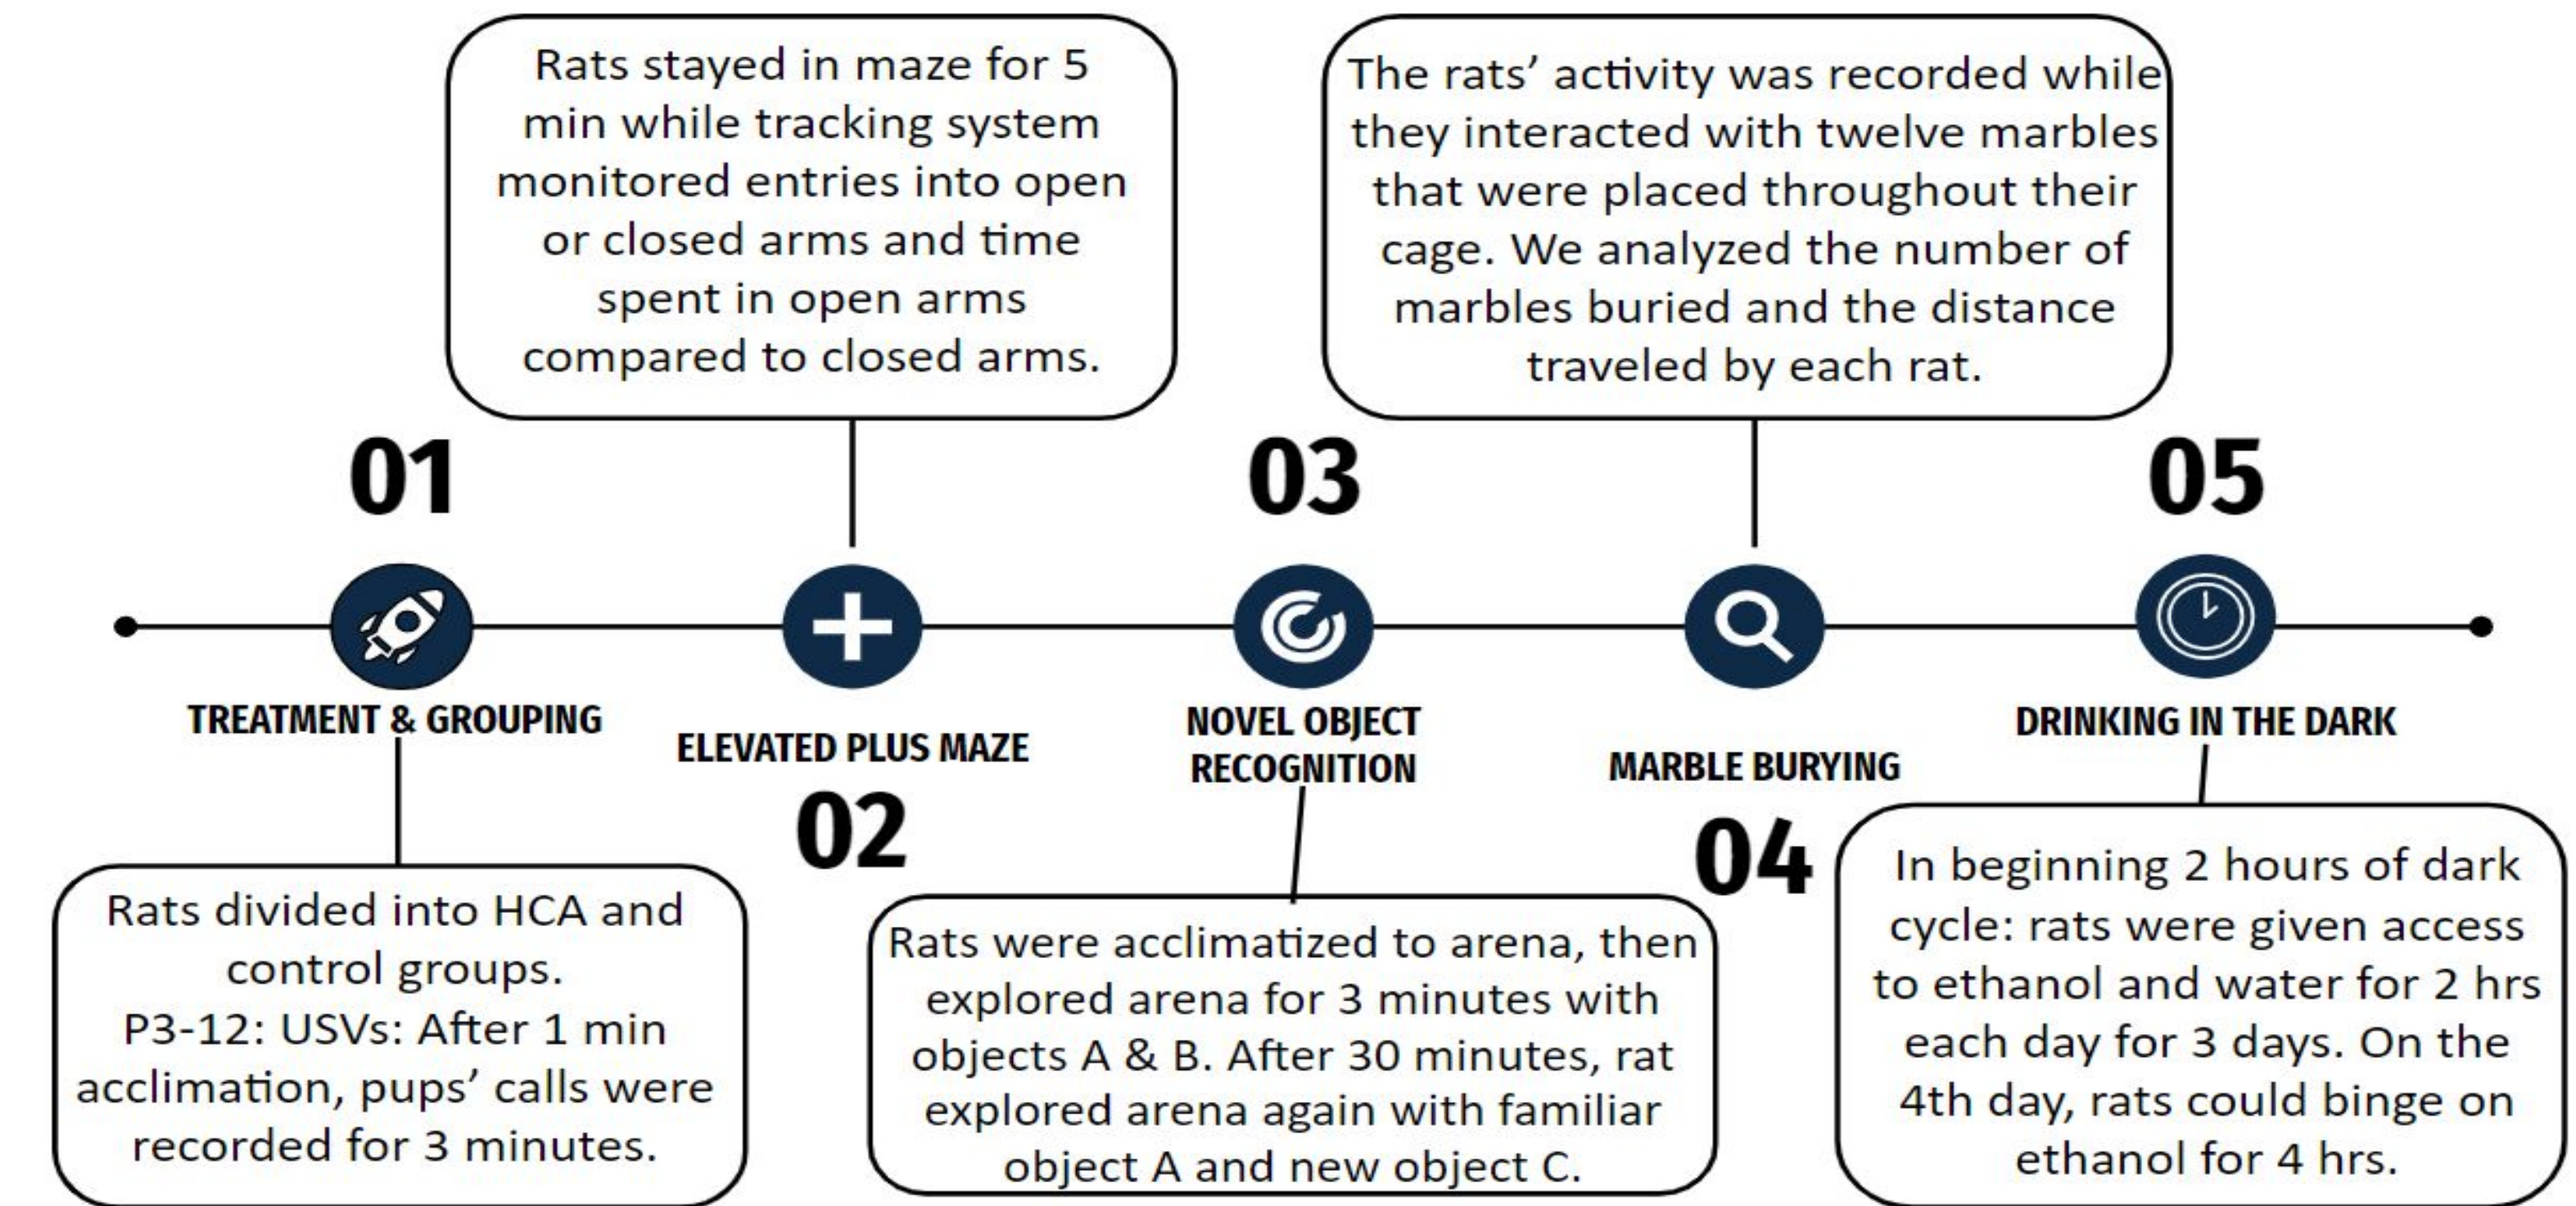 Rats stayed in maze for 5
min while tracking system
monitored entries into open
or closed arms and time
spent in open arms
compared to closed arms.
The rats’ activity was recorded while
they interacted with twelve marbles
that were placed throughout their
cage. We analyzed the number of
marbles buried and the distance
traveled by each rat.
01
03
05
TREATMENT & GROUPING
ELEVATED PLUS MAZE
02
NOVEL OBJECT
RECOGNITION
MARBLE BURYING
04
DRINKING IN THE DARK
Rats divided into HCA and
control groups.
P3-12: USVs: After 1 min
acclimation, pups’ calls were
recorded for 3 minutes.
Rats were acclimatized to arena, then
explored arena for 3 minutes with
objects A & B. After 30 minutes, rat
explored arena again with familiar
object A and new object C.
In beginning 2 hours of dark
cycle: rats were given access
to ethanol and water for 2 hrs
each day for 3 days. On the
4th day, rats could binge on
ethanol for 4 hrs.